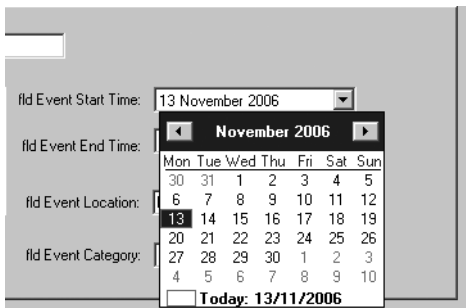 fld Event Start Time: 13 November 2006
November 2006
fld Event End Time:
Mon Tue Wed Thu Fri Sat Sun
30 31 1 2 3 4 5
6 7 8 9 10 11 12
fld Event Location:
13 14 15 16 17 18 19
20 21 22 23 24 25 26
fld Event Category:
27 28 29 30 1 2 3
4 5 6 7 8 9 10
Today: 13/11/2006